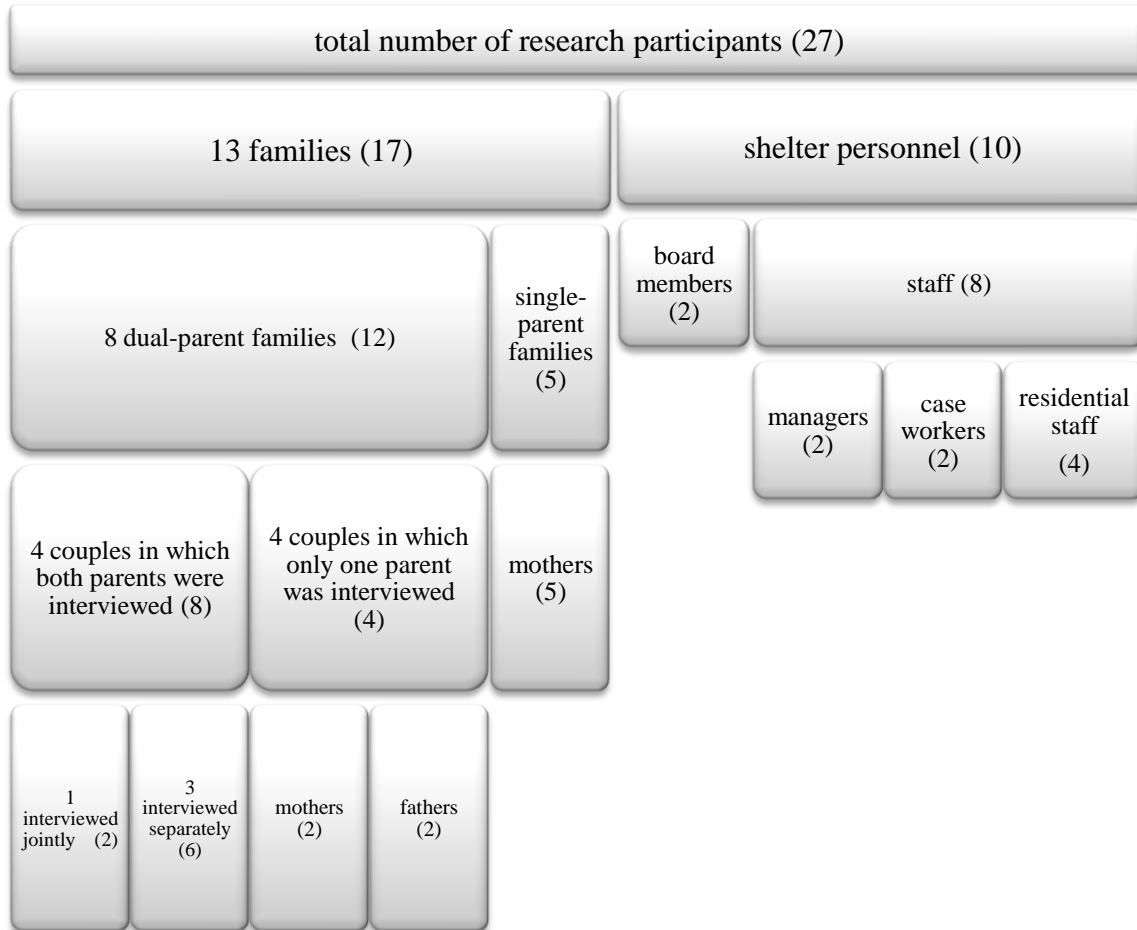 total number of research participants (27)
13 families (17)
shelter personnel (10)
8 dual-parent families (12)
single-
parent
families
(5)
board
members
(2)
staff (8)
managers
(2)
case
workers
(2)
residential
staff
(4)
4 couples in which
both parents were
interviewed (8)
4 couples in which
only one parent
was interviewed
(4)
mothers
(5)
1
interviewed
jointly (2)
3
interviewed
separately
(6)
mothers
(2)
fathers
(2)